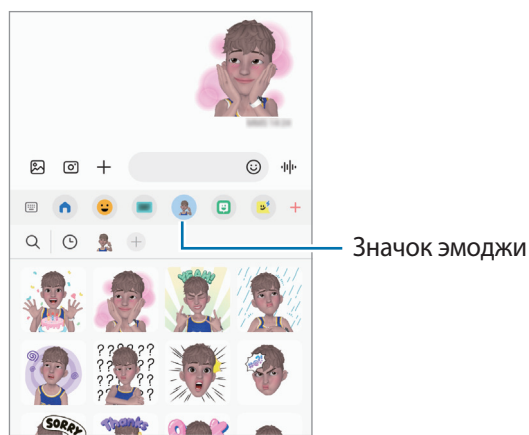 Значок эмоджи
YEAH!
? ? ? ? ?
SORRY
Thanks